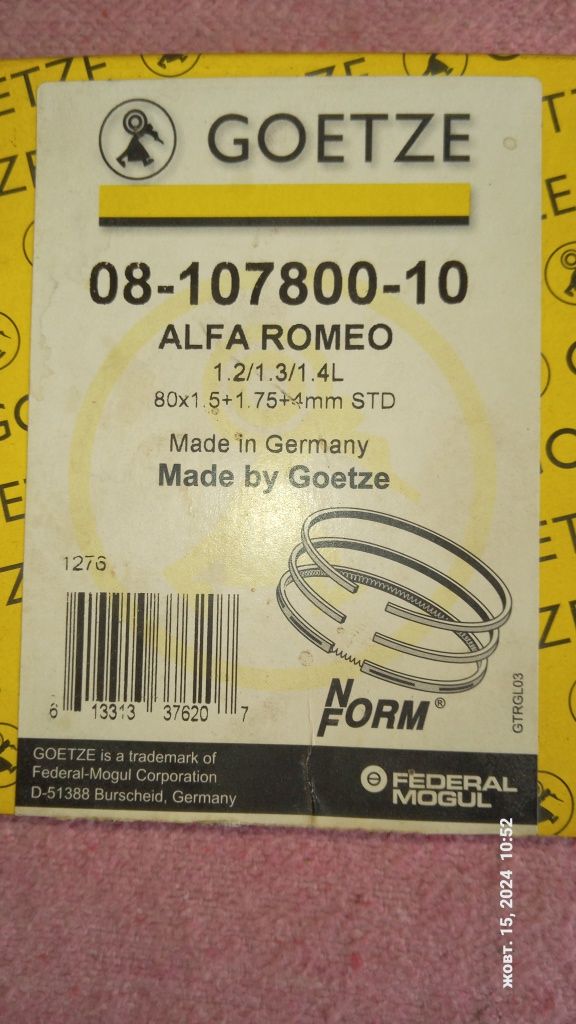 GOETZE
08-107800-10
ALFA ROMEO
1.2/1.3/1.4L
80x1.5+1.75+4mm STD
Made in Germany
Made by Goetze
1276
6 13313 37620 7
NF FORM®
GTRGL03
GOETZE is a trademark of
Federal-Mogul Corporation
D-51388 Burscheid, Germany
FEDERAL
MOGUL
жовт. 15, 2024 10:52